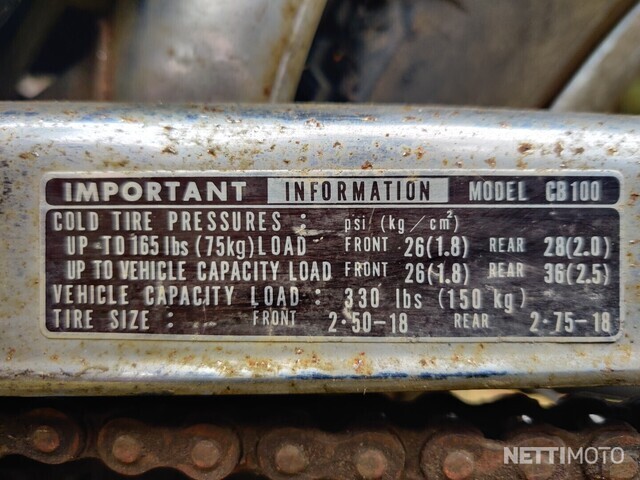 IMPORTANT INFORMATION MODEL CB100
COLD TIRE PRESSURES : psi (kg/cm²)
UP-TO 165 lbs (75kg) LOAD FRONT 26(1.8) REAR 28(2.0)
UP TO VEHICLE CAPACITY LOAD FRONT 26(1.8) REAR 36(2.5)
VEHICLE CAPACITY LOAD : 330 lbs (150 kg)
TIRE SIZE : FRONT 2·50-18 REAR 2·75-18
NETTIMOTO